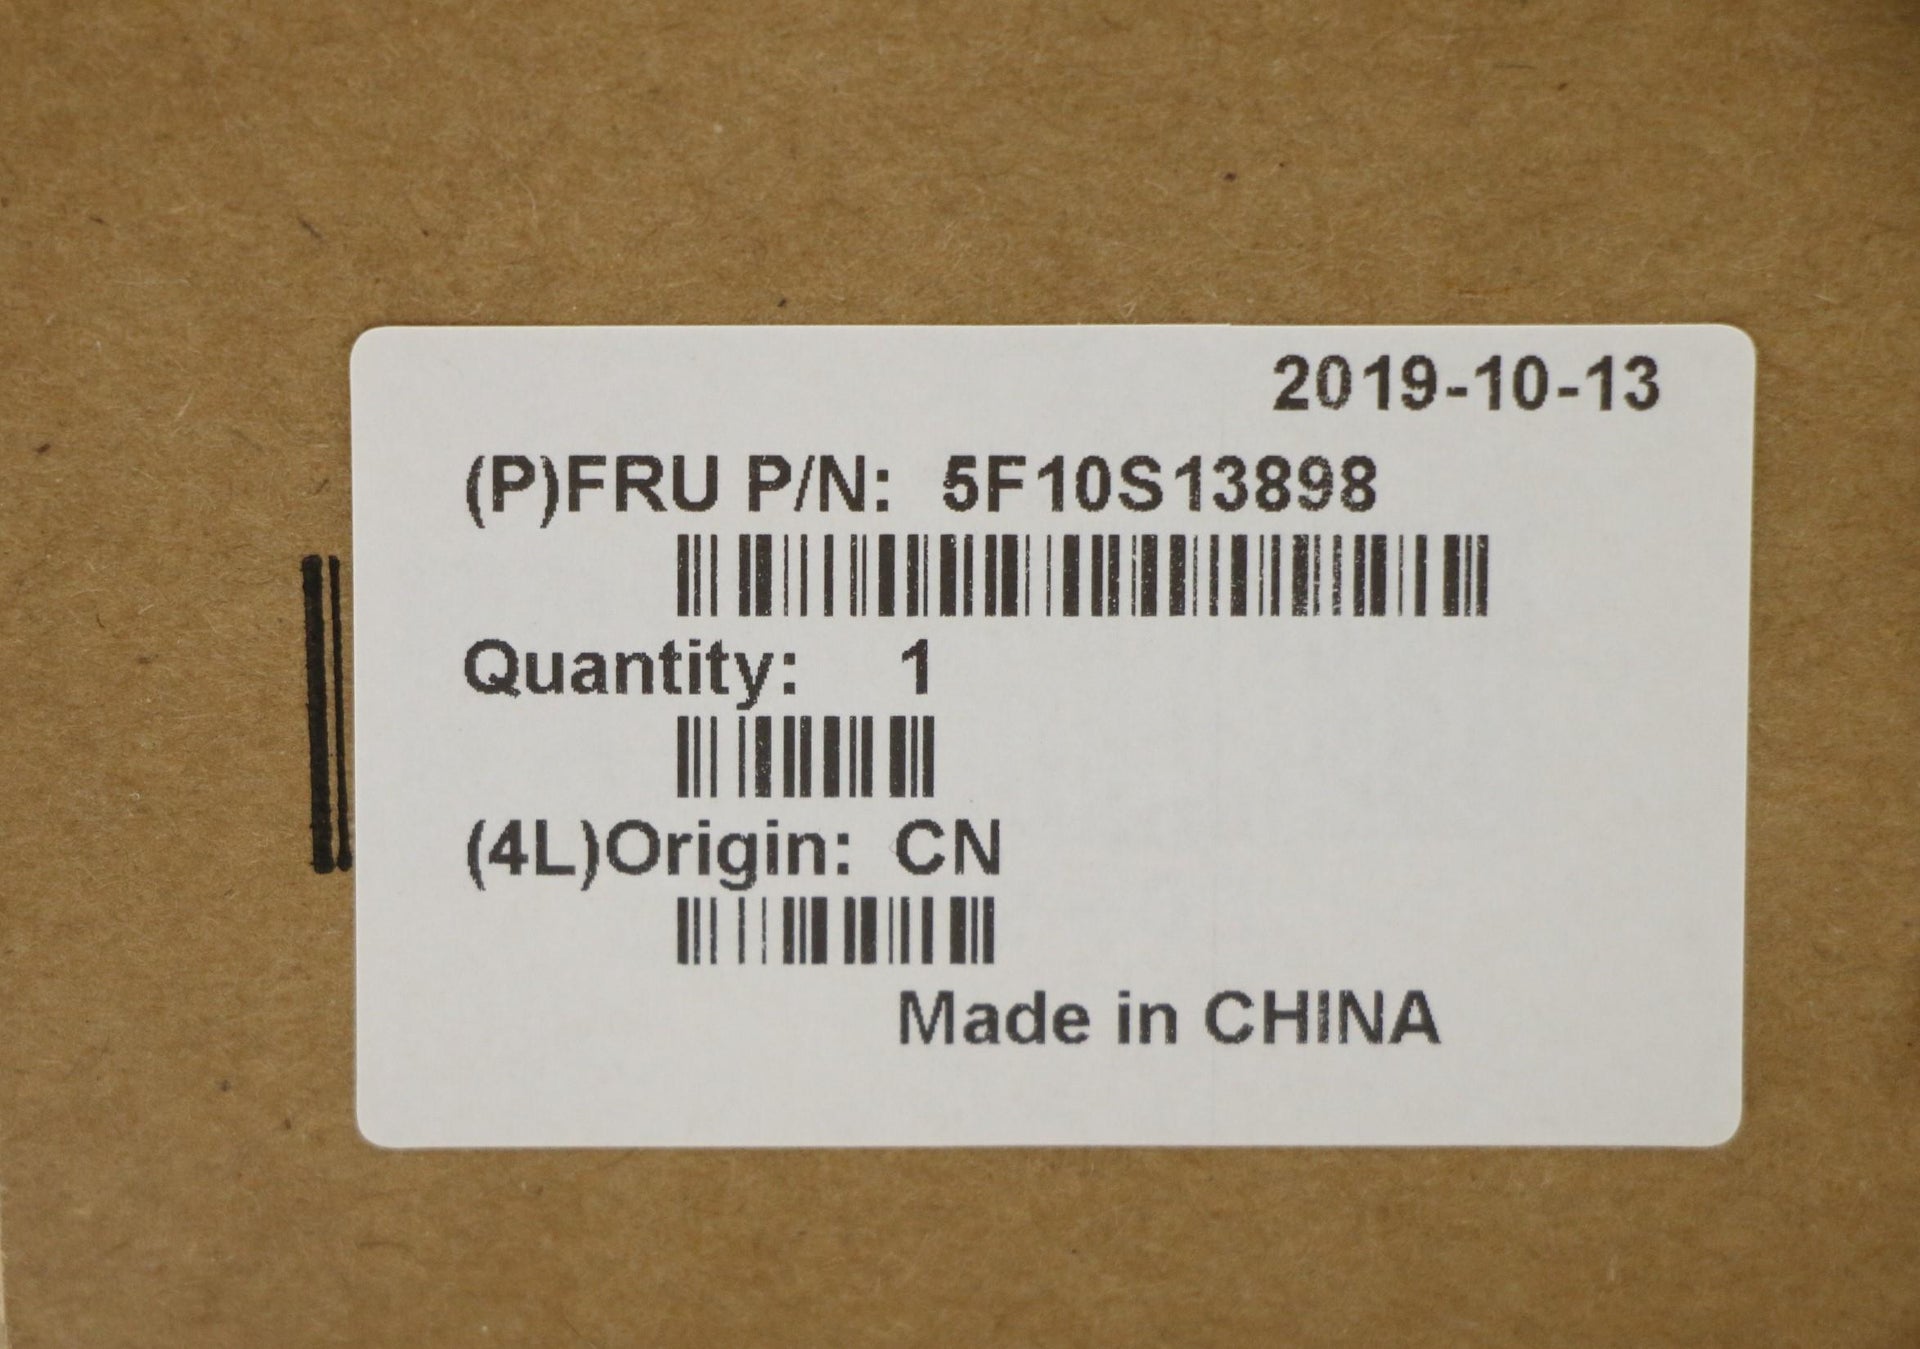 2019-10-13
(P)FRU P/N: 5F10S13898
Quantity: 1
(4L)Origin: CN
Made in CHINA